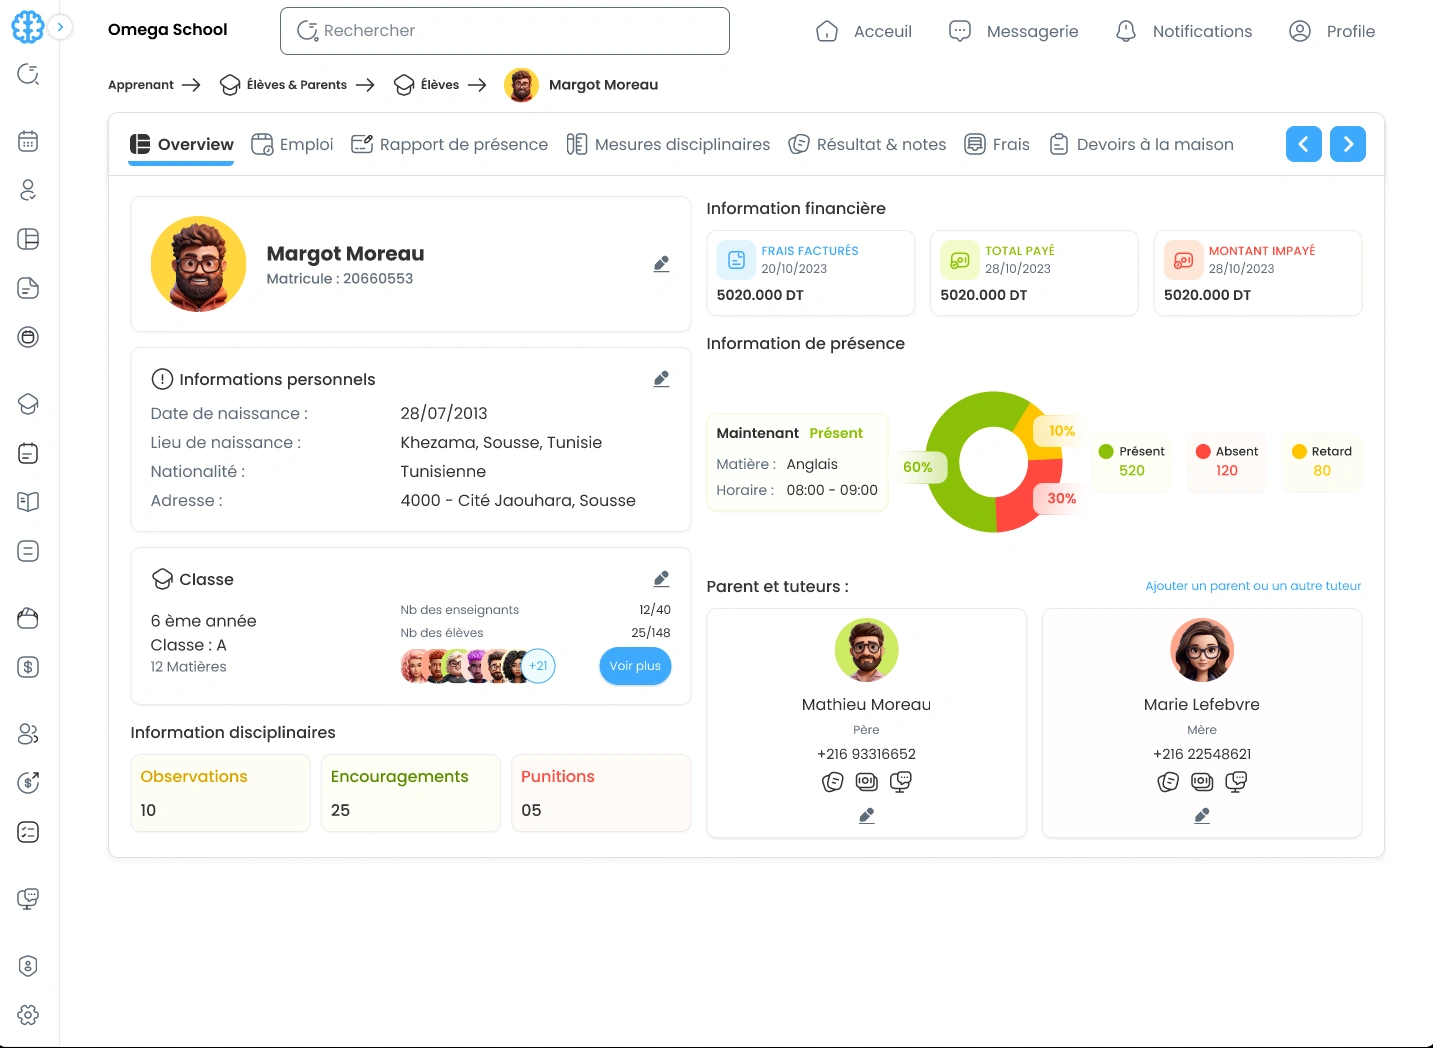 Omega School
Rechercher
Acceuil
Messagerie
Notifications
Profile
Apprenant
Élèves & Parents
Élèves
Margot Moreau
Overview
Emploi
Rapport de présence
Mesures disciplinaires
Résultat & notes
Frais
Devoirs à la maison
Margot Moreau
Matricule : 20660553
Informations personnels
Date de naissance : 28/07/2013
Lieu de naissance : Khezama, Sousse, Tunisie
Nationalité : Tunisienne
Adresse : 4000 - Cité Jaouhara, Sousse
Classe
6 ème année
Classe : A
12 Matières
Nb des enseignants 12/40
Nb des élèves 25/148
+21
Voir plus
Information disciplinaires
Observations
10
Encouragements
25
Punitions
05
Information financière
FRAIS FACTURÉS
20/10/2023
5020.000 DT
TOTAL PAYÉ
28/10/2023
5020.000 DT
MONTANT IMPAYÉ
28/10/2023
5020.000 DT
Information de présence
Maintenant Présent
Matière : Anglais
Horaire : 08:00 - 09:00
60%
10%
30%
Présent
520
Absent
120
Retard
80
Parent et tuteurs :
Ajouter un parent ou un autre tuteur
Mathieu Moreau
Père
+216 93316652
Marie Lefebvre
Mère
+216 22548621